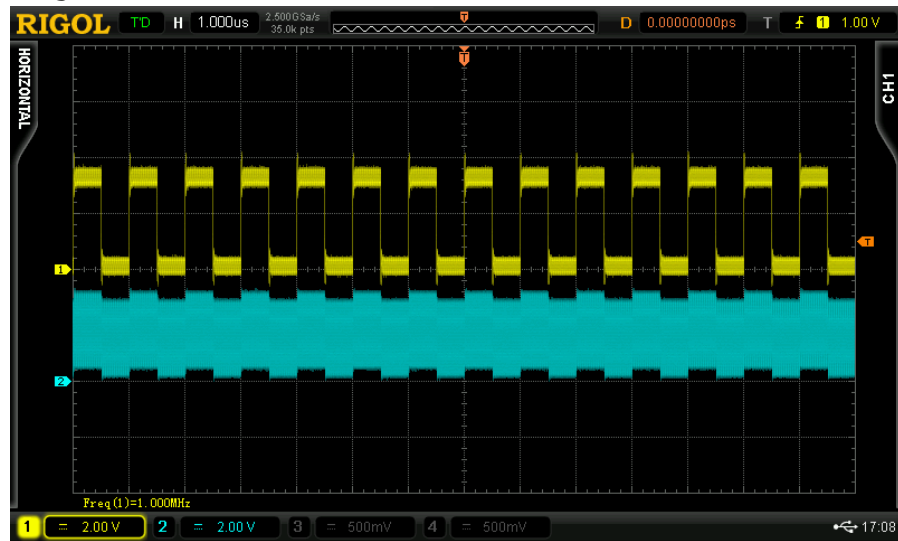 RIGOL T'D H 1.000us 2.500GSa/s 35.0k pts T D 0.00000000ps T 1 1.00 V
HORIZONTAL
CH1
T
T
1
2
Freq(1)=1.000MHz
1 = 2.00 V 2 = 2.00 V 3 = 500mV 4 = 500mV 17:08